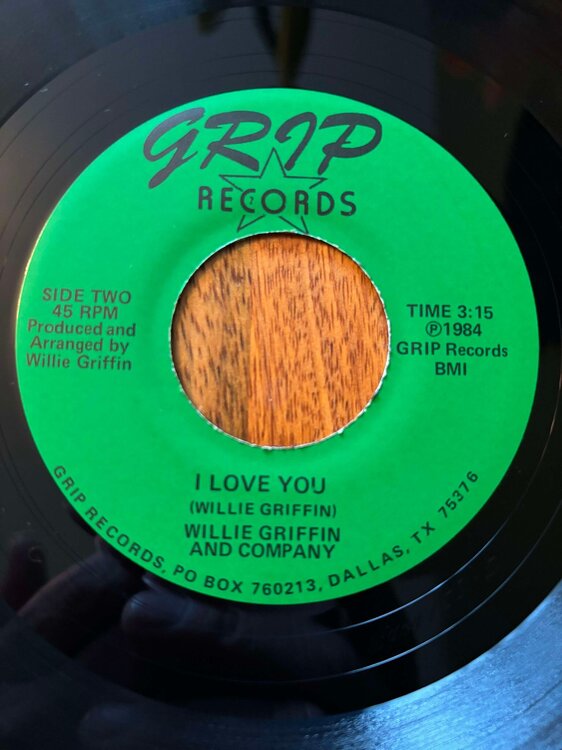 GRIP
RECORDS
SIDE TWO
45 RPM
Produced and
Arranged by
Willie Griffin
TIME 3:15
Ⓟ1984
GRIP Records
BMI
I LOVE YOU
(WILLIE GRIFFIN)
WILLIE GRIFFIN
AND COMPANY
GRIP RECORDS, PO BOX 760213, DALLAS, TX 75376